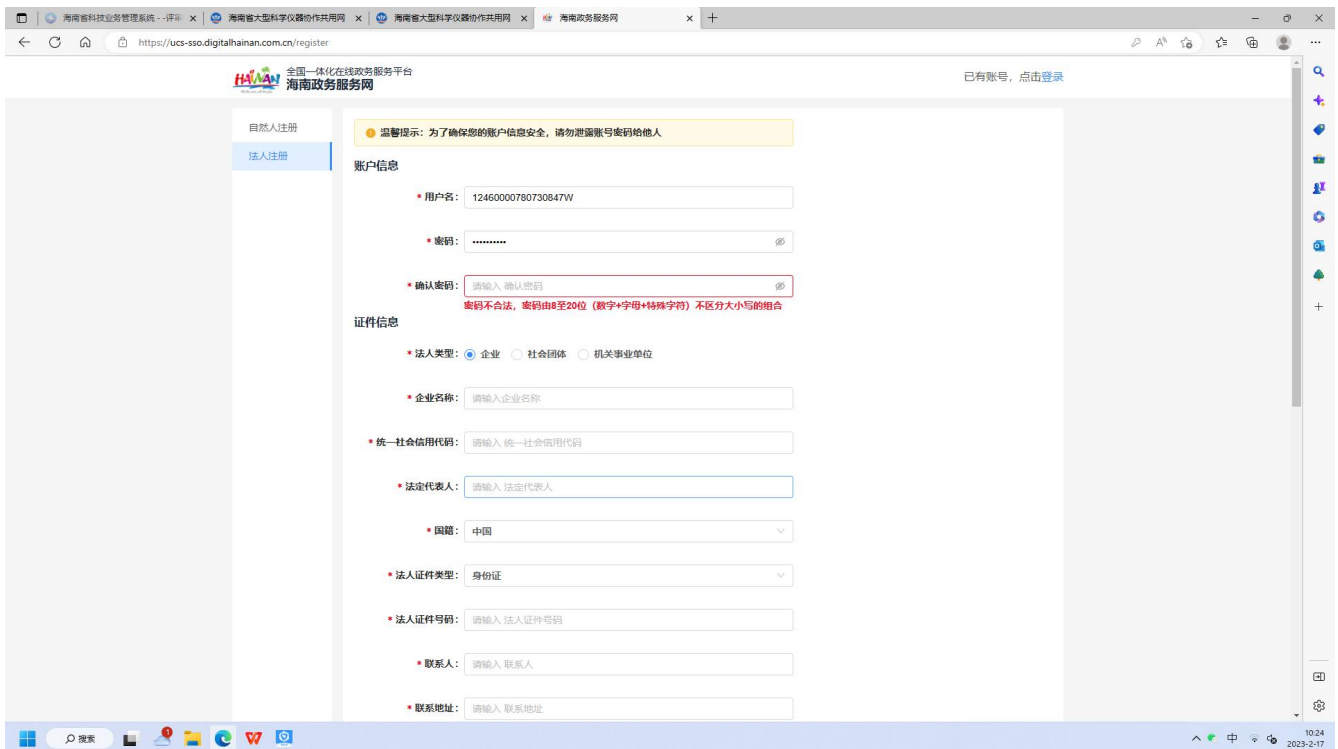 海南省科技业务管理系统 - -评审
海南省大型科学仪器协作共用网
海南省大型科学仪器协作共用网
海南政务服务网
https://ucs-sso.digitalhainan.com.cn/register
HAINAN
全国一体化在线政务服务平台
海南政务服务网
已有账号，点击登录
自然人注册
法人注册
温馨提示：为了确保您的账户信息安全，请勿泄露账号密码给他人
账户信息
* 用户名： 12460000780730847W
* 密码： ••••••••••
* 确认密码： 请输入 确认密码
密码不合法，密码由8至20位（数字+字母+特殊字符）不区分大小写的组合
证件信息
* 法人类型： 企业 社会团体 机关事业单位
* 企业名称： 请输入企业名称
* 统一社会信用代码： 请输入 统一社会信用代码
* 法定代表人： 请输入 法定代表人
* 国籍： 中国
* 法人证件类型： 身份证
* 法人证件号码： 请输入 法人证件号码
* 联系人： 请输入 联系人
* 联系地址： 请输入 联系地址
搜索
1
中
10:24
2023-2-17